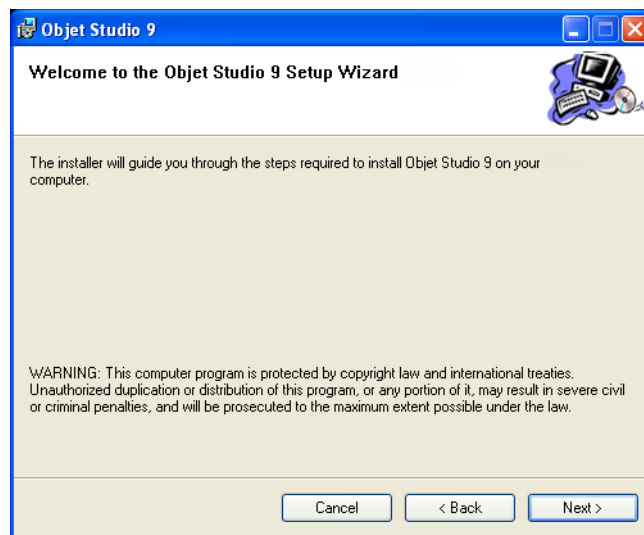 Objet Studio 9
Welcome to the Objet Studio 9 Setup Wizard
The installer will guide you through the steps required to install Objet Studio 9 on your
computer.
WARNING: This computer program is protected by copyright law and international treaties.
Unauthorized duplication or distribution of this program, or any portion of it, may result in severe civil
or criminal penalties, and will be prosecuted to the maximum extent possible under the law.
Cancel
< Back
Next >